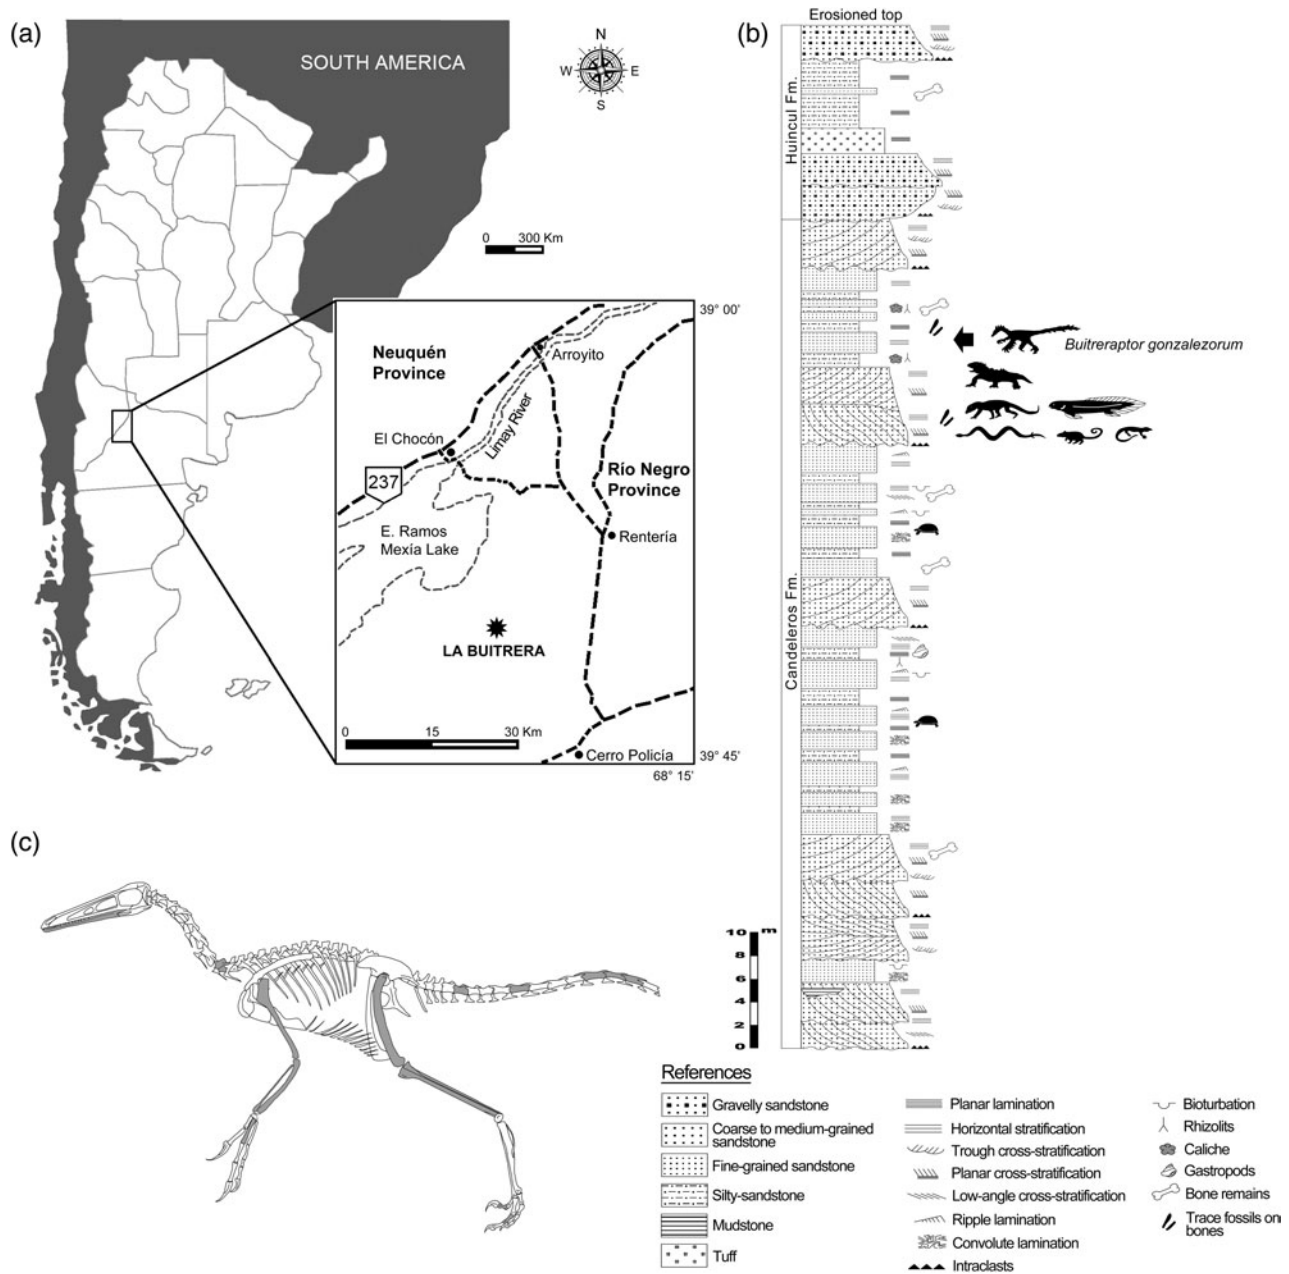 (a)
SOUTH AMERICA
N
W
E
S
0
300 Km
Neuquén
Province
Arroyito
El Chocón
Limay River
237
Río Negro
Province
E. Ramos
Mexía Lake
Rentería
LA BUITRERA
0
15
30 Km
Cerro Policía
39° 00'
39° 45'
68° 15'
(b)
Erosioned top
Huincul Fm.
Candeleros Fm.
Buitreraptor gonzalezorum
10 m
8
6
4
2
0
(c)
References
Gravelly sandstone
Coarse to medium-grained
sandstone
Fine-grained sandstone
Silty-sandstone
Mudstone
Tuff
Planar lamination
Horizontal stratification
Trough cross-stratification
Planar cross-stratification
Low-angle cross-stratification
Ripple lamination
Convolute lamination
Intraclasts
Bioturbation
Rhizolits
Caliche
Gastropods
Bone remains
Trace fossils on
bones